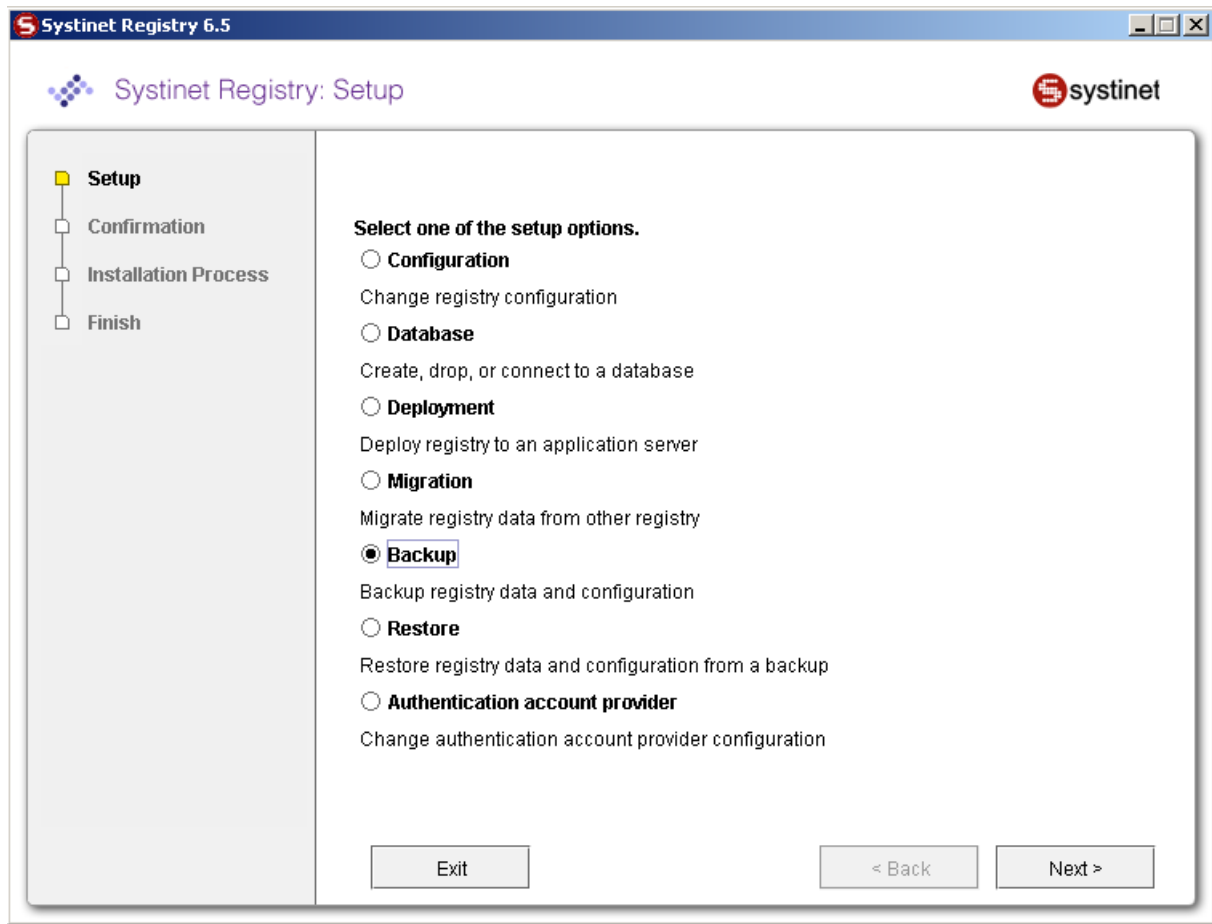 Systinet Registry 6.5
Systinet Registry: Setup
systinet
Setup
Confirmation
Installation Process
Finish
Select one of the setup options.
Configuration
Change registry configuration
Database
Create, drop, or connect to a database
Deployment
Deploy registry to an application server
Migration
Migrate registry data from other registry
Backup
Backup registry data and configuration
Restore
Restore registry data and configuration from a backup
Authentication account provider
Change authentication account provider configuration
Exit
< Back
Next >